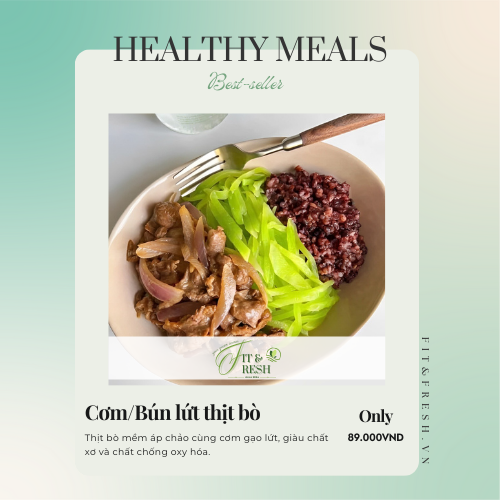 HEALTHY MEALS
Best-seller
FIT &
FRESH
Cơm/Bún lứt thịt bò
Thịt bò mềm áp chảo cùng cơm gạo lứt, giàu chất
xơ và chất chống oxy hóa.
Only
89.000VND
FIT&FRESH.VN